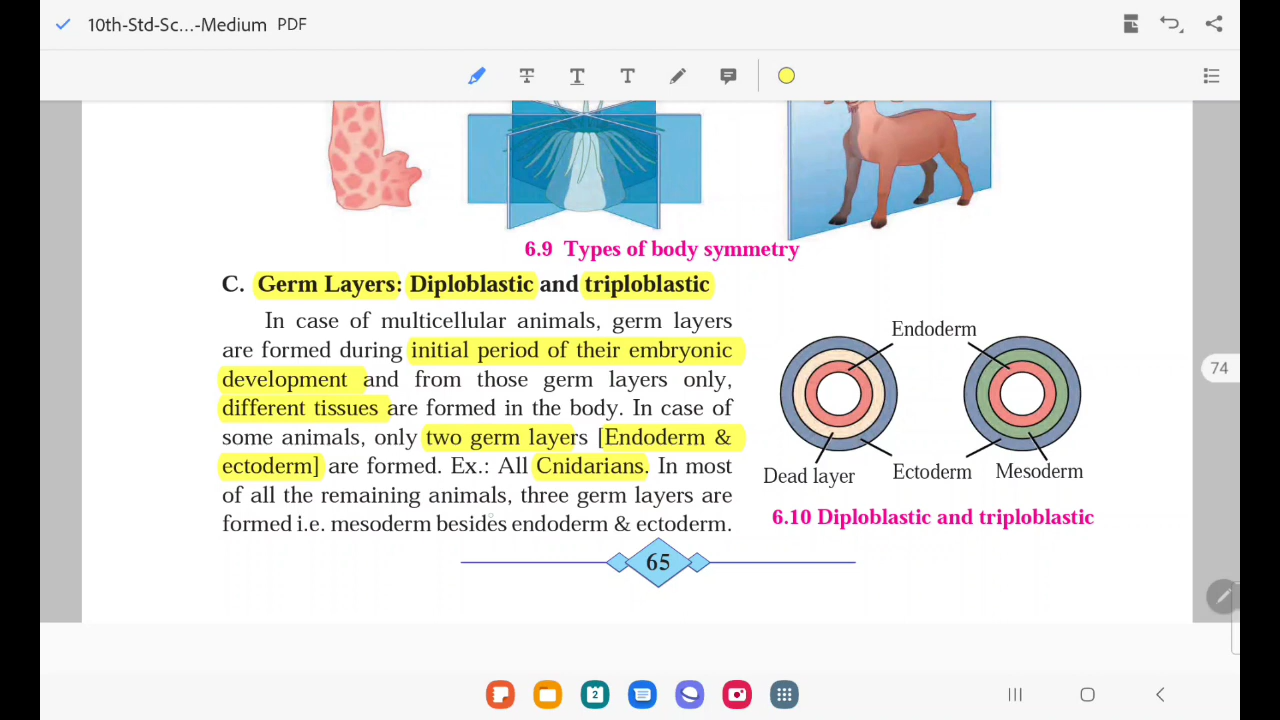 10th-Std-Sc...-Medium PDF
6.9 Types of body symmetry
C. Germ Layers: Diploblastic and triploblastic
In case of multicellular animals, germ layers
are formed during initial period of their embryonic
development and from those germ layers only,
different tissues are formed in the body. In case of
some animals, only two germ layers [Endoderm &
ectoderm] are formed. Ex.: All Cnidarians. In most
of all the remaining animals, three germ layers are
formed i.e. mesoderm besides endoderm & ectoderm.
Endoderm
Dead layer
Ectoderm
Mesoderm
6.10 Diploblastic and triploblastic
65
74
2